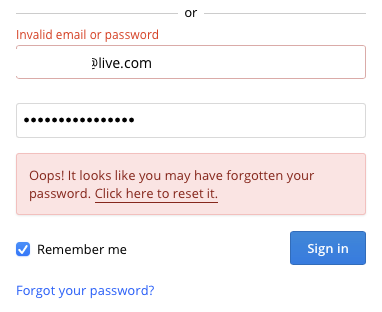 or
Invalid email or password
@live.com
••••••••••••••••
Oops! It looks like you may have forgotten your
password. Click here to reset it.
Remember me
Sign in
Forgot your password?